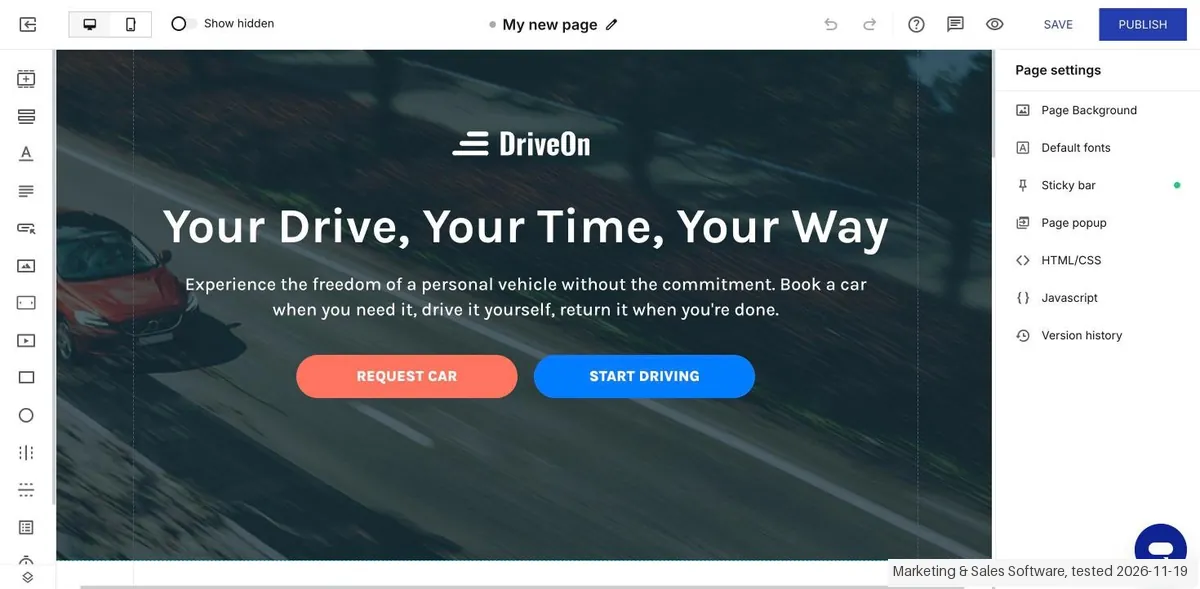 Show hidden
My new page
SAVE
PUBLISH
Page settings
Page Background
Default fonts
Sticky bar
Page popup
HTML/CSS
Javascript
Version history
DriveOn
Your Drive, Your Time, Your Way
Experience the freedom of a personal vehicle without the commitment. Book a car
when you need it, drive it yourself, return it when you're done.
REQUEST CAR
START DRIVING
Marketing & Sales Software, tested 2026-11-19